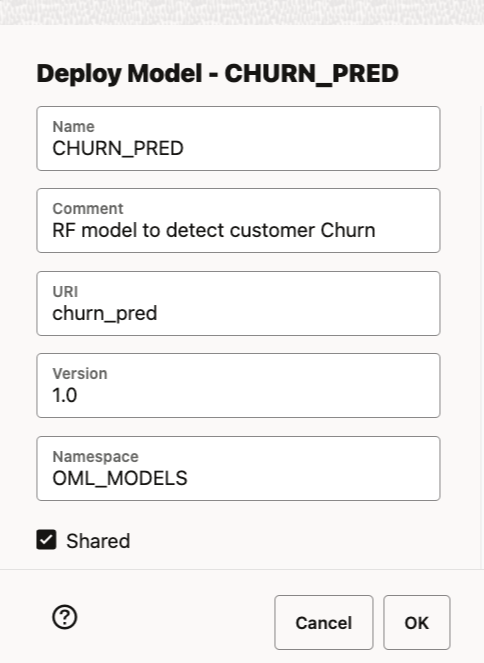 Deploy Model - CHURN_PRED
Name
CHURN_PRED
Comment
RF model to detect customer Churn
URI
churn_pred
Version
1.0
Namespace
OML_MODELS
Shared
?
Cancel
OK